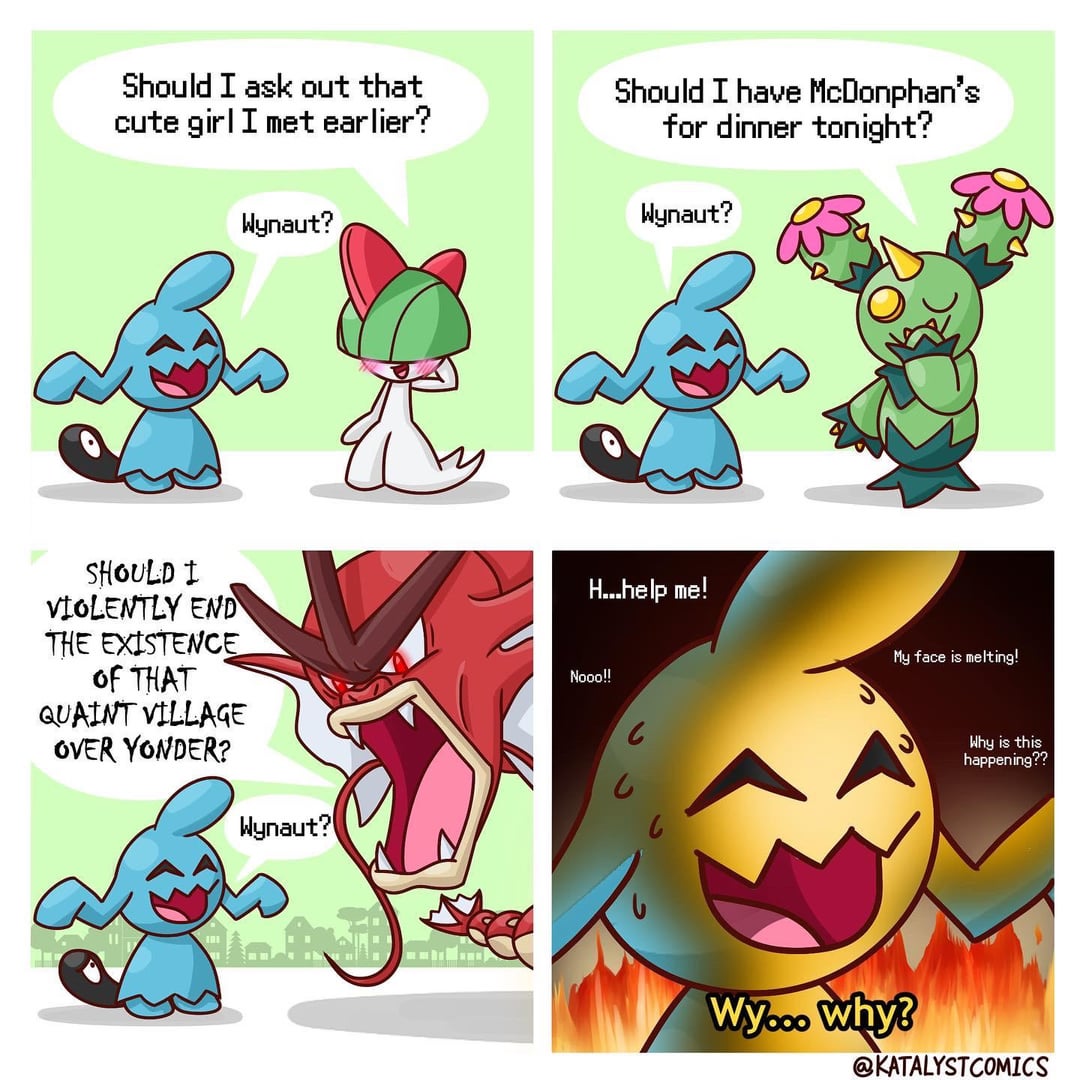 Should I ask out that
cute girl I met earlier?
Wynaut?
Should I have McDonphan's
for dinner tonight?
Wynaut?
SHOULD I
VIOLENTLY END
THE EXISTENCE
OF THAT
QUAINT VILLAGE
OVER YONDER?
Wynaut?
H...help me!
My face is melting!
Nooo!!
Why is this
happening??
Wy... why?
@KATALYSTCOMICS